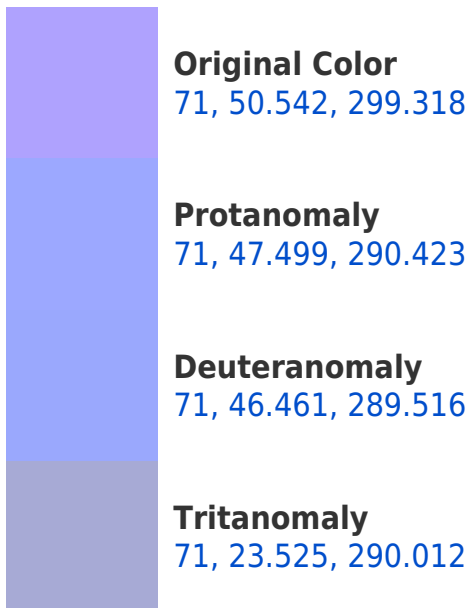 Original Color
71, 50.542, 299.318
Protanomaly
71, 47.499, 290.423
Deuteranomaly
71, 46.461, 289.516
Tritanomaly
71, 23.525, 290.012